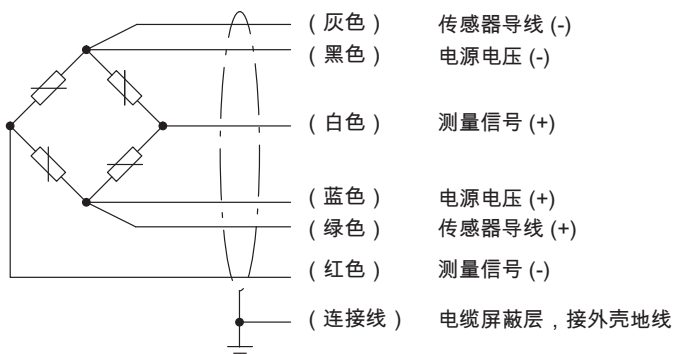 （灰色） 传感器导线 (-)
（黑色） 电源电压 (-)
（白色） 测量信号 (+)
（蓝色） 电源电压 (+)
（绿色） 传感器导线 (+)
（红色） 测量信号 (-)
（连接线） 电缆屏蔽层，接外壳地线